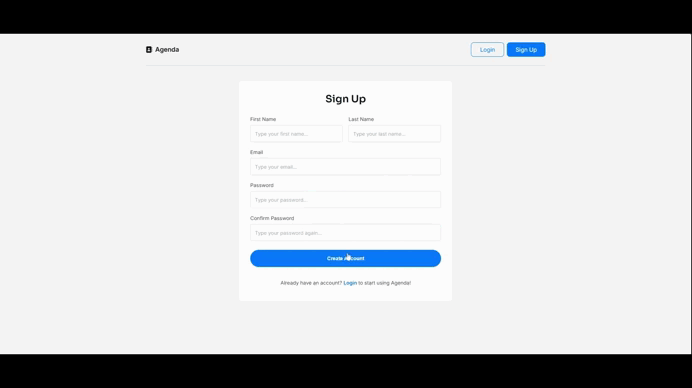 Agenda
Login
Sign Up
Sign Up
First Name
Last Name
Type your first name...
Type your last name...
Email
Type your email...
Password
Type your password...
Confirm Password
Type your password again...
Create Account
Already have an account? Login to start using Agenda!